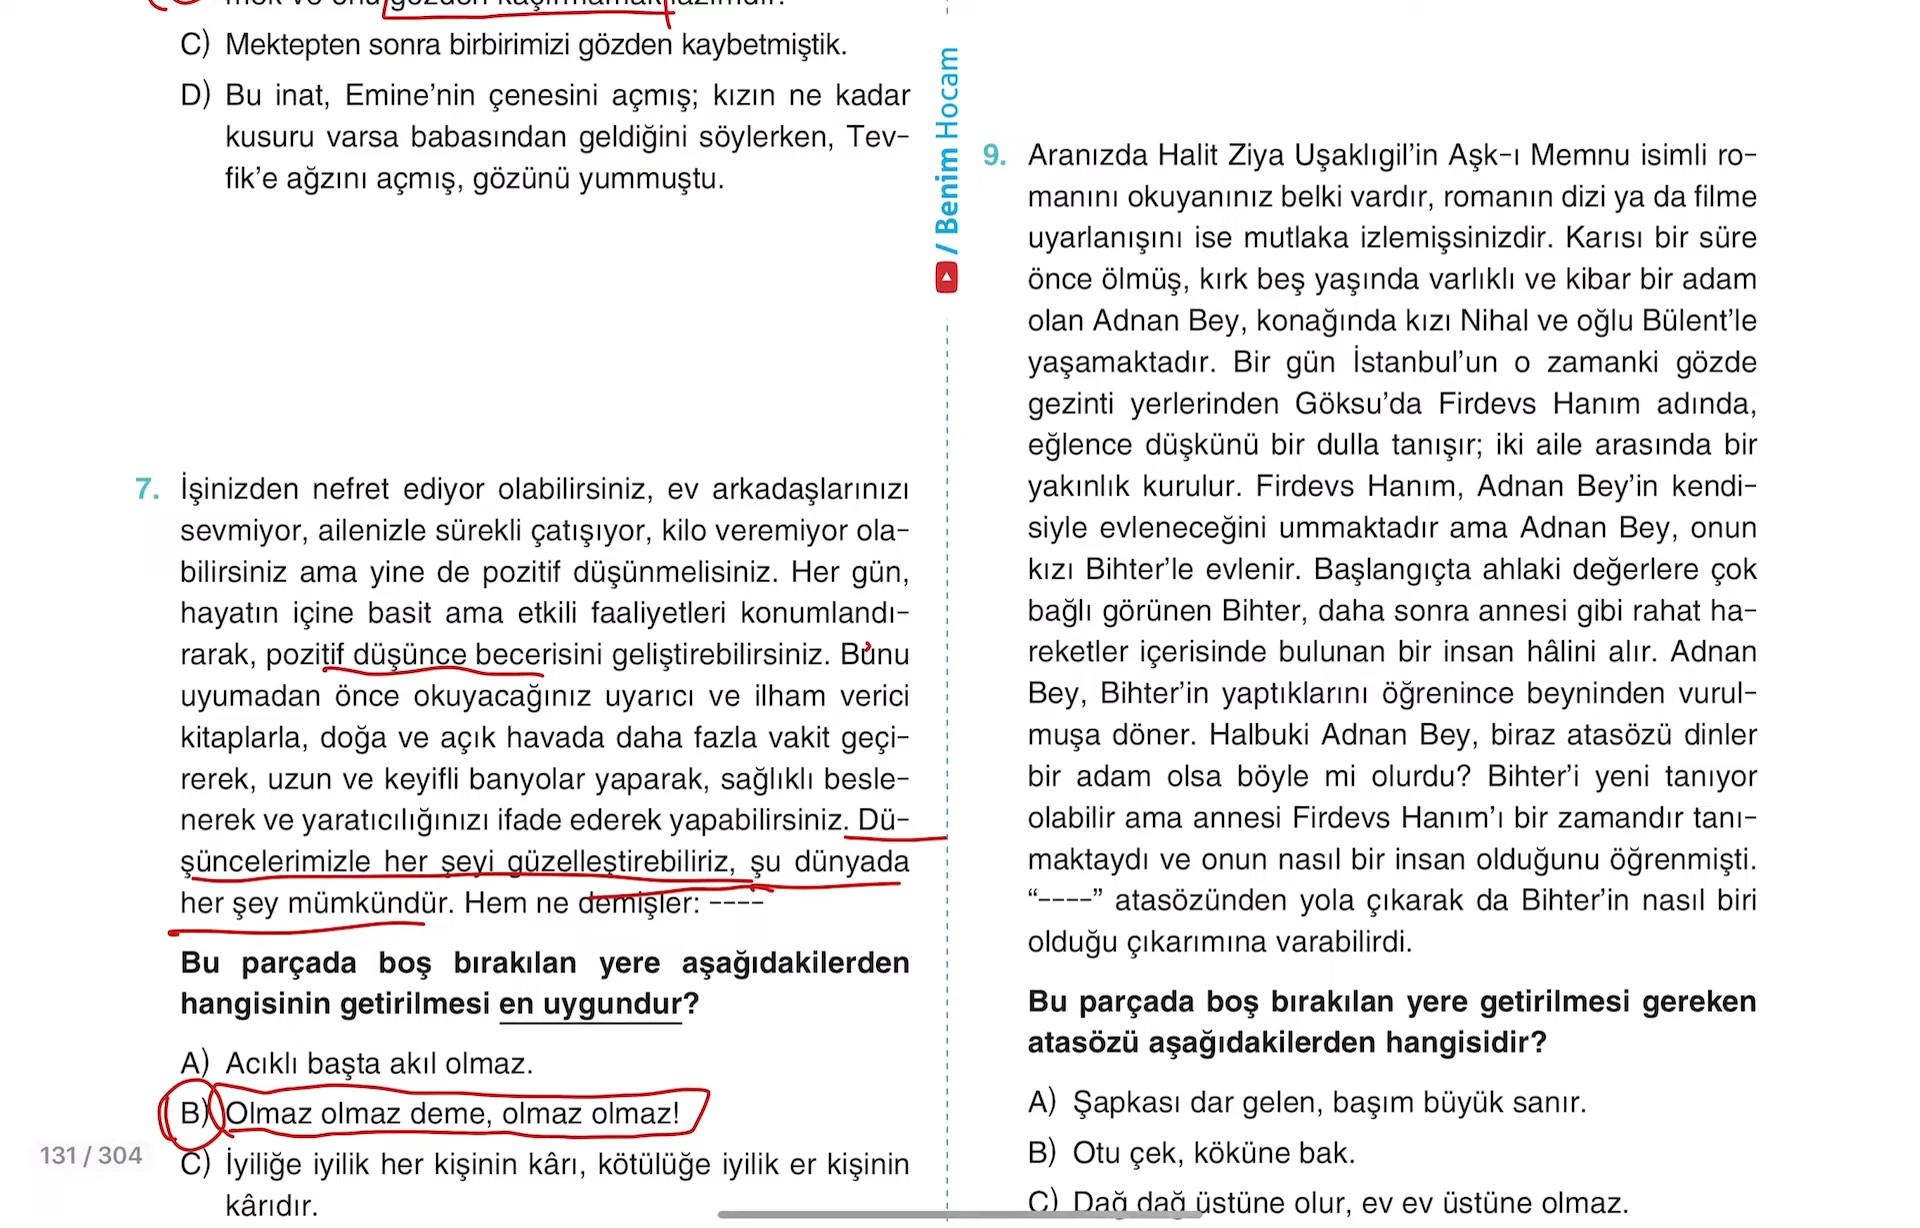 mek ve onu gözden kaçırmamak lazımdır.
C) Mektepten sonra birbirimizi gözden kaybetmiştik.
D) Bu inat, Emine’nin çenesini açmış; kızın ne kadar
kusuru varsa babasından geldiğini söylerken, Tev-
fik’e ağzını açmış, gözünü yummuştu.
7. İşinizden nefret ediyor olabilirsiniz, ev arkadaşlarınızı
sevmiyor, ailenizle sürekli çatışıyor, kilo veremiyor ola-
bilirsiniz ama yine de pozitif düşünmelisiniz. Her gün,
hayatın içine basit ama etkili faaliyetleri konumlandı-
rarak, pozitif düşünce becerisini geliştirebilirsiniz. Bunu
uyumadan önce okuyacağınız uyarıcı ve ilham verici
kitaplarla, doğa ve açık havada daha fazla vakit geçi-
rerek, uzun ve keyifli banyolar yaparak, sağlıklı besle-
nerek ve yaratıcılığınızı ifade ederek yapabilirsiniz. Dü-
şüncelerimizle her şeyi güzelleştirebiliriz, şu dünyada
her şey mümkündür. Hem ne demişler: ----
Bu parçada boş bırakılan yere aşağıdakilerden
hangisinin getirilmesi en uygundur?
A) Acıklı başta akıl olmaz.
B) Olmaz olmaz deme, olmaz olmaz!
C) İyiliğe iyilik her kişinin kârı, kötülüğe iyilik er kişinin
kârıdır.
131 / 304
/ Benim Hocam
9. Aranızda Halit Ziya Uşaklıgil’in Aşk-ı Memnu isimli ro-
manını okuyanınız belki vardır, romanın dizi ya da filme
uyarlanışını ise mutlaka izlemişsinizdir. Karısı bir süre
önce ölmüş, kırk beş yaşında varlıklı ve kibar bir adam
olan Adnan Bey, konağında kızı Nihal ve oğlu Bülent’le
yaşamaktadır. Bir gün İstanbul’un o zamanki gözde
gezinti yerlerinden Göksu’da Firdevs Hanım adında,
eğlence düşkünü bir dulla tanışır; iki aile arasında bir
yakınlık kurulur. Firdevs Hanım, Adnan Bey’in kendi-
siyle evleneceğini ummaktadır ama Adnan Bey, onun
kızı Bihter’le evlenir. Başlangıçta ahlaki değerlere çok
bağlı görünen Bihter, daha sonra annesi gibi rahat ha-
reketler içerisinde bulunan bir insan hâlini alır. Adnan
Bey, Bihter’in yaptıklarını öğrenince beyninden vurul-
muşa döner. Halbuki Adnan Bey, biraz atasözü dinler
bir adam olsa böyle mi olurdu? Bihter’i yeni tanıyor
olabilir ama annesi Firdevs Hanım’ı bir zamandır tanı-
maktaydı ve onun nasıl bir insan olduğunu öğrenmişti.
“----” atasözünden yola çıkarak da Bihter’in nasıl biri
olduğu çıkarımına varabilirdi.
Bu parçada boş bırakılan yere getirilmesi gereken
atasözü aşağıdakilerden hangisidir?
A) Şapkası dar gelen, başım büyük sanır.
B) Otu çek, köküne bak.
C) Dağ dağ üstüne olur, ev ev üstüne olmaz.